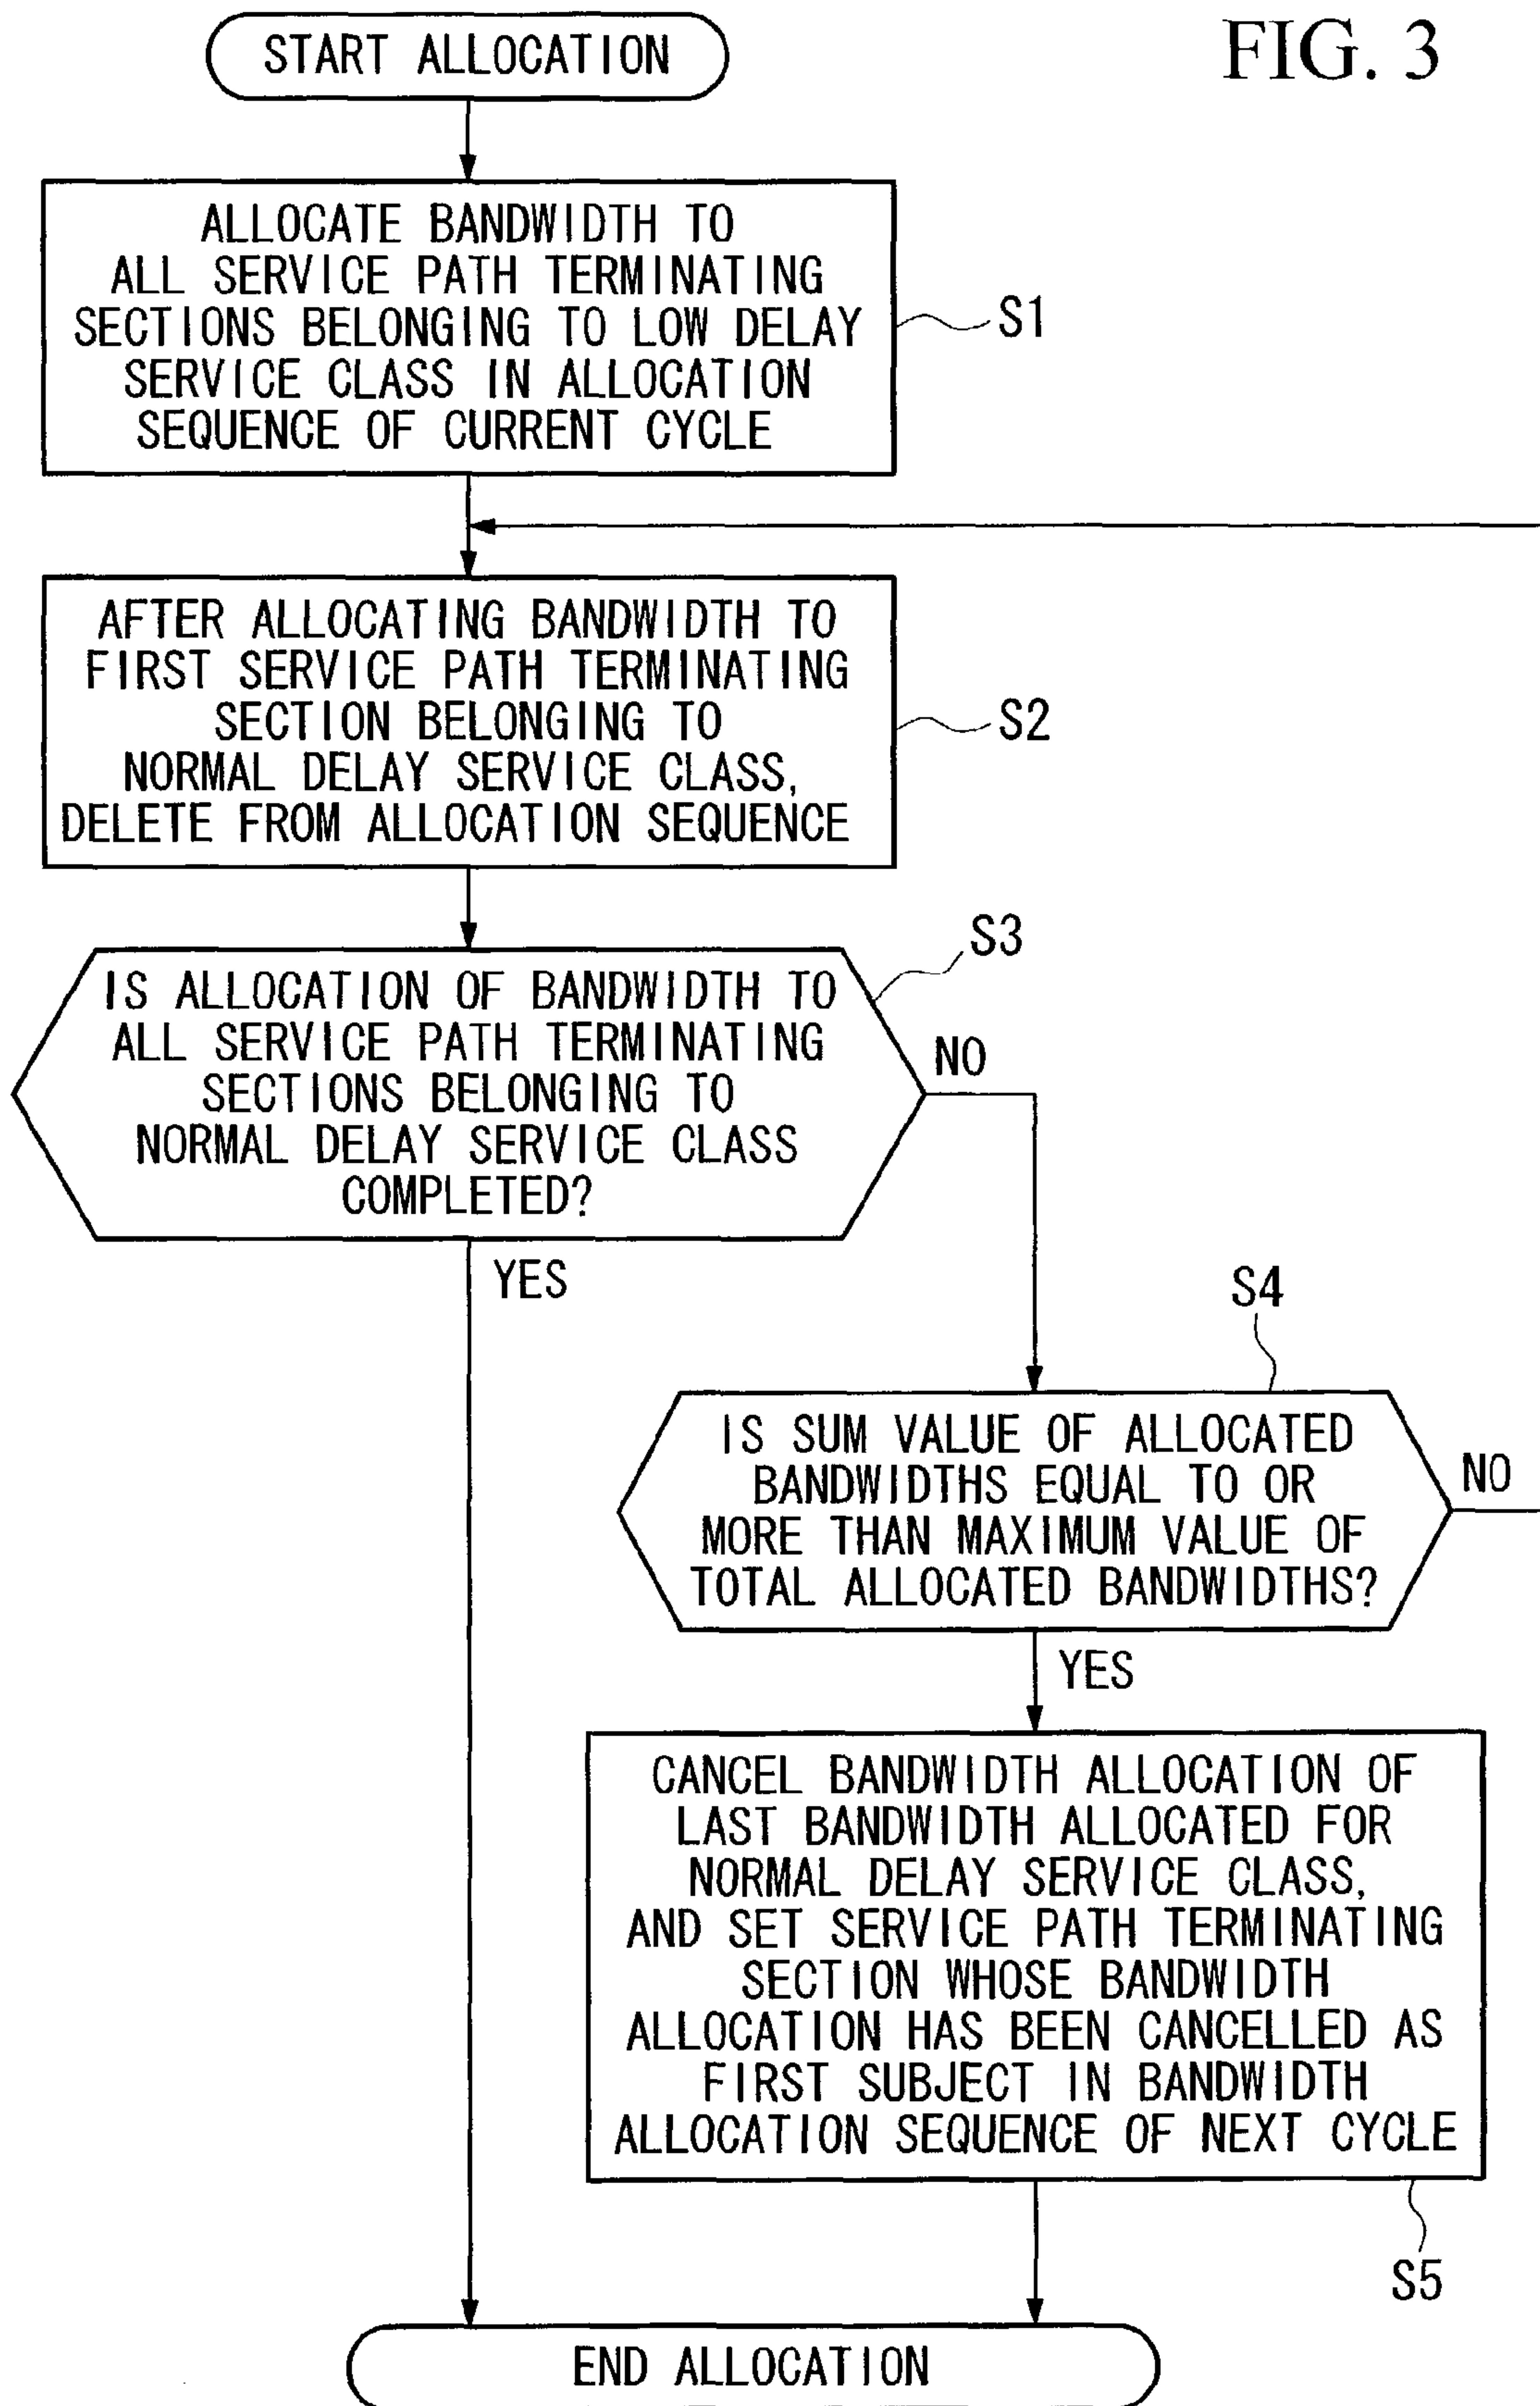 START ALLOCATION
FIG. 3
ALLOCATE BANDWIDTH TO
ALL SERVICE PATH TERMINATING
SECTIONS BELONGING TO LOW DELAY
SERVICE CLASS IN ALLOCATION
SEQUENCE OF CURRENT CYCLE
S1
AFTER ALLOCATING BANDWIDTH TO
FIRST SERVICE PATH TERMINATING
SECTION BELONGING TO
NORMAL DELAY SERVICE CLASS,
DELETE FROM ALLOCATION SEQUENCE
S2
S3
IS ALLOCATION OF BANDWIDTH TO
ALL SERVICE PATH TERMINATING
SECTIONS BELONGING TO
NORMAL DELAY SERVICE CLASS
COMPLETED?
NO
YES
S4
IS SUM VALUE OF ALLOCATED
BANDWIDTHS EQUAL TO OR
MORE THAN MAXIMUM VALUE OF
TOTAL ALLOCATED BANDWIDTHS?
NO
YES
CANCEL BANDWIDTH ALLOCATION OF
LAST BANDWIDTH ALLOCATED FOR
NORMAL DELAY SERVICE CLASS,
AND SET SERVICE PATH TERMINATING
SECTION WHOSE BANDWIDTH
ALLOCATION HAS BEEN CANCELLED AS
FIRST SUBJECT IN BANDWIDTH
ALLOCATION SEQUENCE OF NEXT CYCLE
S5
END ALLOCATION